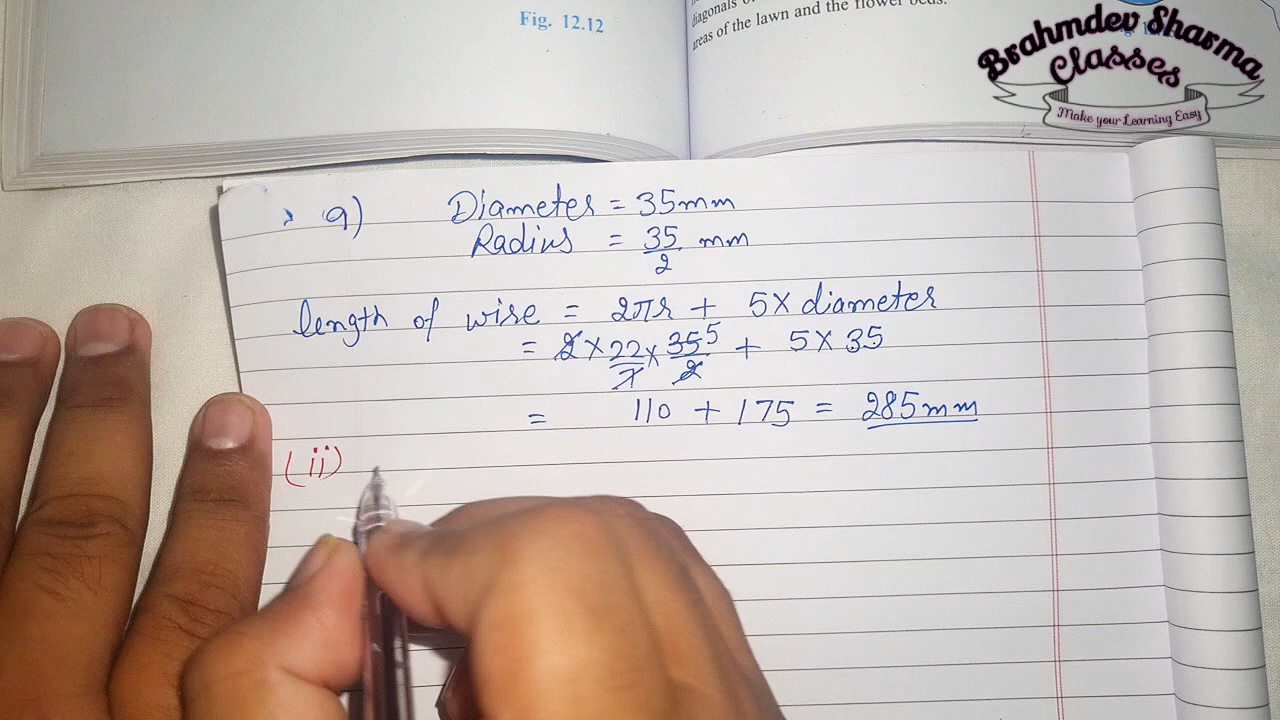 Fig. 12.12
diagonals
areas of the lawn and the flower beds.
Brahmdev Sharma
Classes
Make your Learning Easy
9) Diameter = 35mm
Radius = 35/2 mm
length of wire = 2πr + 5x diameter
= 2 x 22/7 x 35/2 5 + 5 x 35
= 110 + 175 = 285mm
(ii)